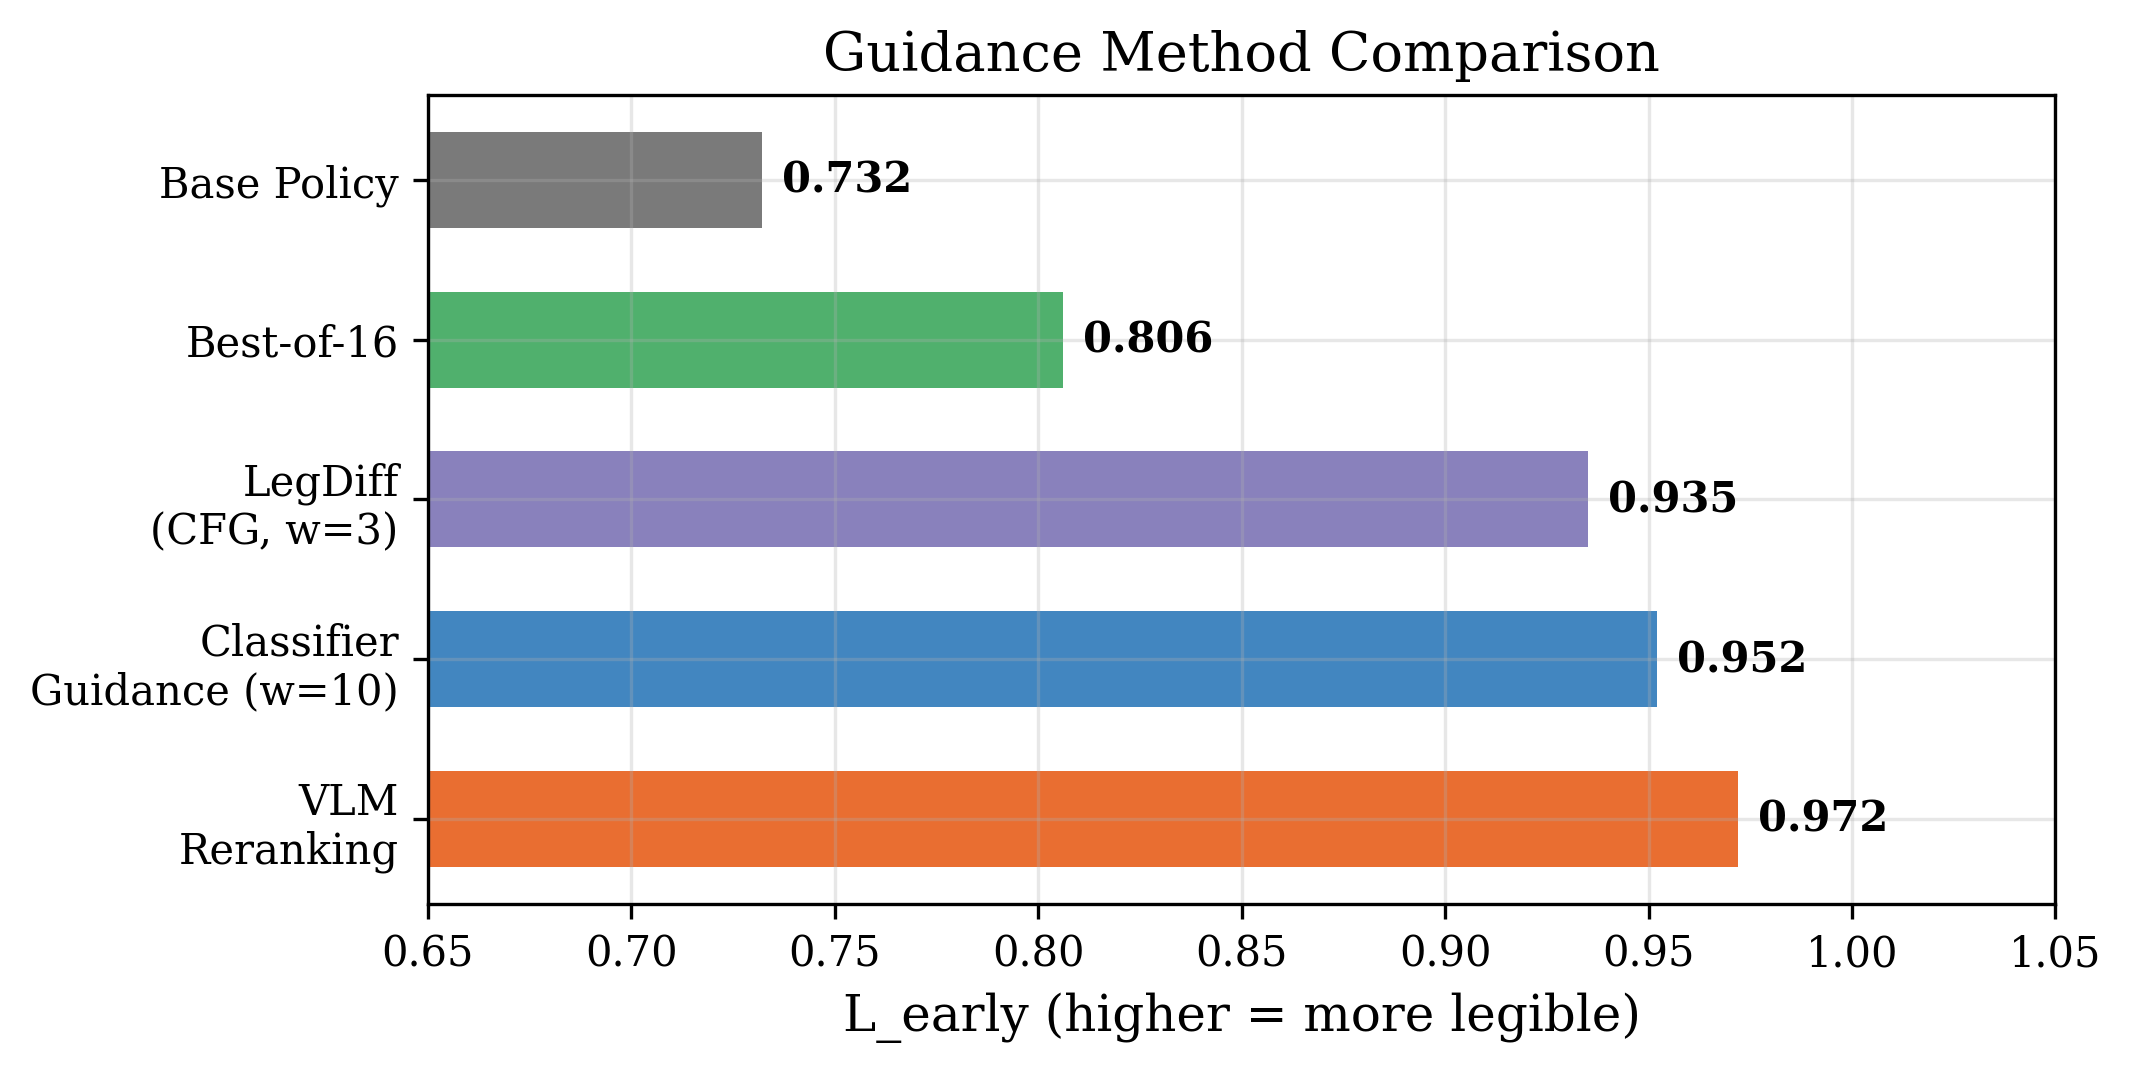 Guidance Method Comparison
Base Policy
0.732
Best-of-16
0.806
LegDiff
(CFG, w=3)
0.935
Classifier
Guidance (w=10)
0.952
VLM
Reranking
0.972
0.65 0.70 0.75 0.80 0.85 0.90 0.95 1.00 1.05
L_early (higher = more legible)